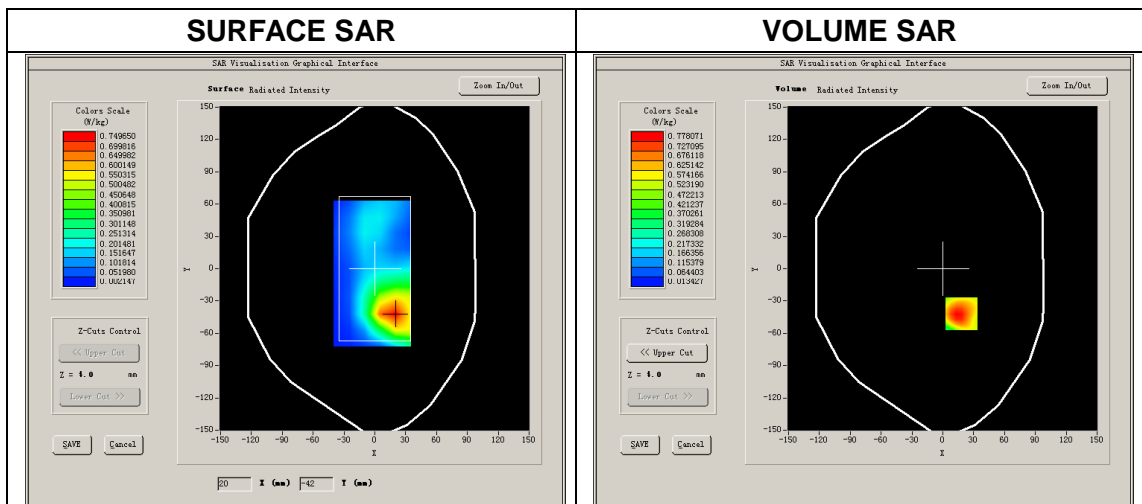 SURFACE SAR
VOLUME SAR
SAR Visualisation Graphical Interface
Surface Radiated Intensity
Zoom In/Out
Colors Scale
(W/kg)
0.749650
0.699816
0.649982
0.600149
0.550315
0.500482
0.450648
0.400815
0.350981
0.301148
0.251314
0.201481
0.151647
0.101814
0.051980
0.002147
150
120
90
60
30
0
-30
-60
-90
-120
-150
Y
-150 -120 -90 -60 -30 0 30 60 90 120 150
X
Z-Cuts Control
<< Upper Cut
Z = 4.0 mm
Lower Cut >>
SAVE Cancel
20 X (mm) -42 Y (mm)
SAR Visualisation Graphical Interface
Volume Radiated Intensity
Zoom In/Out
Colors Scale
(W/kg)
0.778071
0.727095
0.676118
0.625142
0.574166
0.523190
0.472213
0.421237
0.370261
0.319284
0.268308
0.217332
0.166356
0.115379
0.064403
0.013427
150
120
90
60
30
0
-30
-60
-90
-120
-150
Y
-150 -120 -90 -60 -30 0 30 60 90 120 150
X
Z-Cuts Control
<< Upper Cut
Z = 4.0 mm
Lower Cut >>
SAVE Cancel